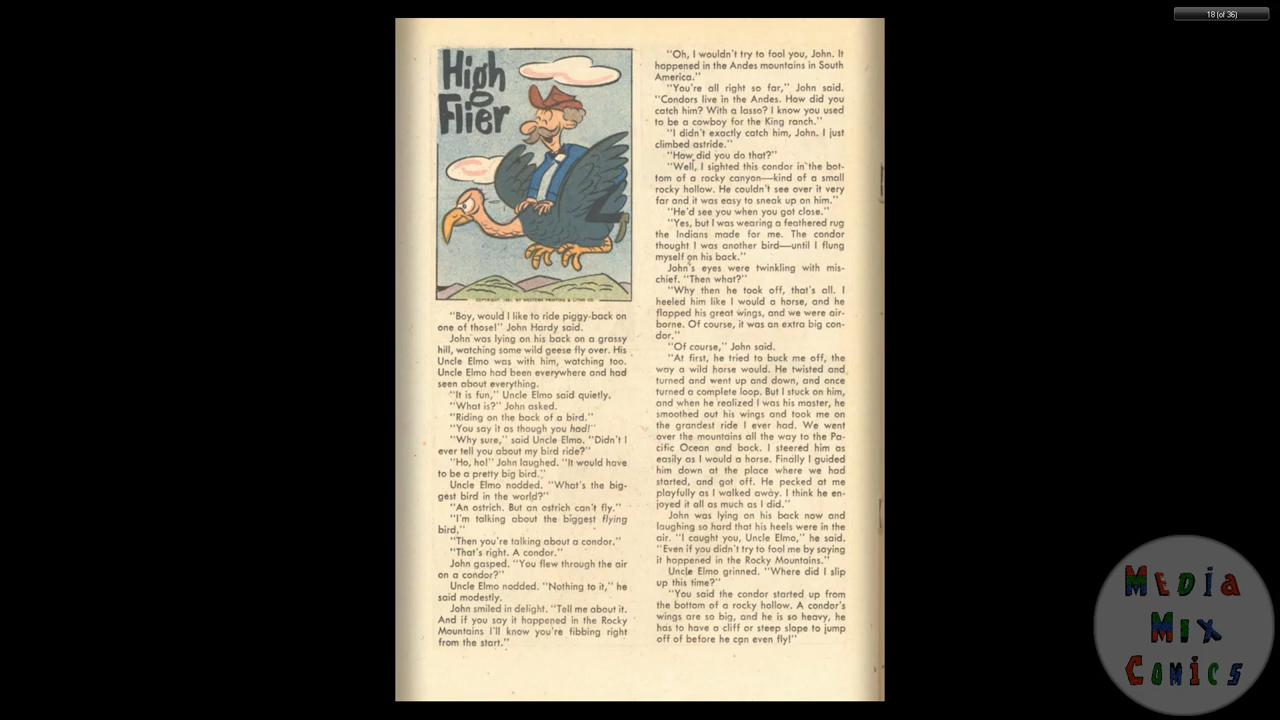 18 (of 36)
High
Flier
COPYRIGHT, 1961, BY WESTERN PRINTING & LITHO CO.
"Boy, would I like to ride piggy-back on
one of those!" John Hardy said.
John was lying on his back on a grassy
hill, watching some wild geese fly over. His
Uncle Elmo was with him, watching too.
Uncle Elmo had been everywhere and had
seen about everything.
"It is fun," Uncle Elmo said quietly.
"What is?" John asked.
"Riding on the back of a bird."
"You say it as though you had!"
"Why sure," said Uncle Elmo. "Didn't I
ever tell you about my bird ride?"
"Ho, ho!" John laughed. "It would have
to be a pretty big bird."
Uncle Elmo nodded. "What's the big-
gest bird in the world?"
"An ostrich. But an ostrich can't fly."
"I'm talking about the biggest flying
bird."
"Then you're talking about a condor."
"That's right. A condor."
John gasped. "You flew through the air
on a condor?"
Uncle Elmo nodded. "Nothing to it," he
said modestly.
John smiled in delight. "Tell me about it.
And if you say it happened in the Rocky
Mountains I'll know you're fibbing right
from the start."
"Oh, I wouldn't try to fool you, John. It
happened in the Andes mountains in South
America."
"You're all right so far," John said.
"Condors live in the Andes. How did you
catch him? With a lasso? I know you used
to be a cowboy for the King ranch."
"I didn't exactly catch him, John. I just
climbed astride."
"How did you do that?"
"Well, I sighted this condor in the bot-
tom of a rocky canyon—kind of a small
rocky hollow. He couldn't see over it very
far and it was easy to sneak up on him."
"He'd see you when you got close."
"Yes, but I was wearing a feathered rug
the Indians made for me. The condor
thought I was another bird—until I flung
myself on his back."
John's eyes were twinkling with mis-
chief. "Then what?"
"Why then he took off, that's all. I
heeled him like I would a horse, and he
flapped his great wings, and we were air-
borne. Of course, it was an extra big con-
dor."
"Of course," John said.
"At first, he tried to buck me off, the
way a wild horse would. He twisted and
turned and went up and down, and once
turned a complete loop. But I stuck on him,
and when he realized I was his master, he
smoothed out his wings and took me on
the grandest ride I ever had. We went
over the mountains all the way to the Pa-
cific Ocean and back. I steered him as
easily as I would a horse. Finally I guided
him down at the place where we had
started, and got off. He pecked at me
playfully as I walked away. I think he en-
joyed it all as much as I did."
John was lying on his back now and
laughing so hard that his heels were in the
air. "I caught you, Uncle Elmo," he said.
"Even if you didn't try to fool me by saying
it happened in the Rocky Mountains."
Uncle Elmo grinned. "Where did I slip
up this time?"
"You said the condor started up from
the bottom of a rocky hollow. A condor's
wings are so big, and he is so heavy, he
has to have a cliff or steep slope to jump
off of before he can even fly!"
Media
Mix
Comics